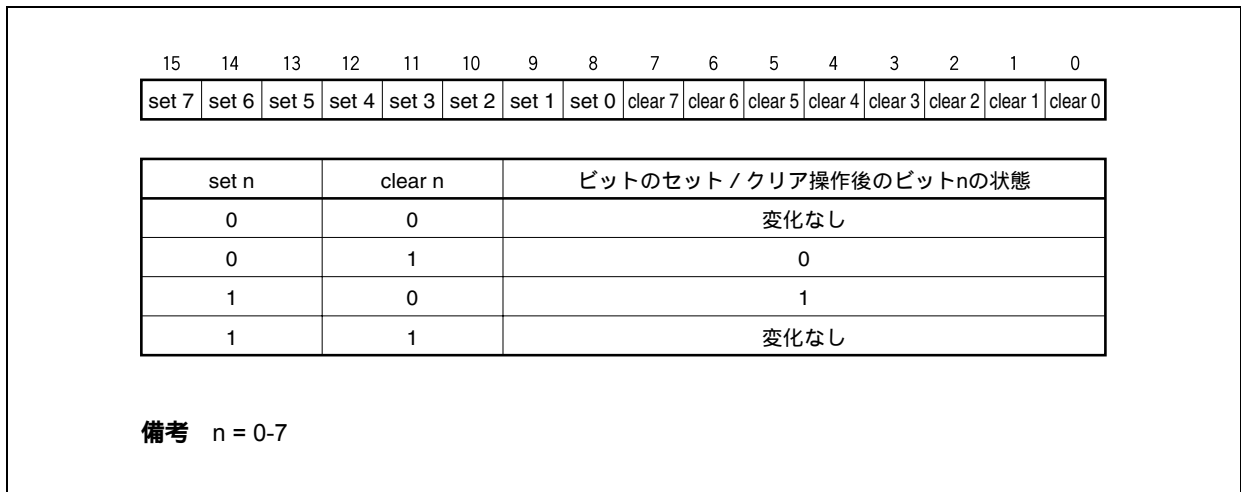 15 14 13 12 11 10 9 8 7 6 5 4 3 2 1 0
set 7 set 6 set 5 set 4 set 3 set 2 set 1 set 0 clear 7 clear 6 clear 5 clear 4 clear 3 clear 2 clear 1 clear 0
set n clear n ビットのセット／クリア操作後のビットnの状態
0 0 変化なし
0 1 0
1 0 1
1 1 変化なし
備考 n = 0-7